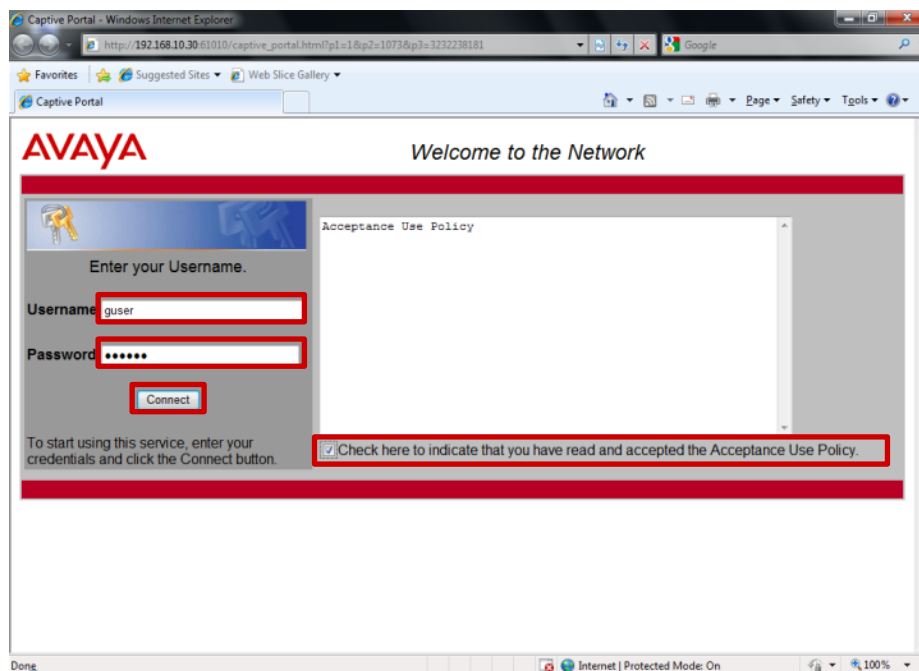 Captive Portal - Windows Internet Explorer
http://192.168.10.30:61010/captive_portal.html?p1=1&p2=1073&p3=3232238181
Google
Favorites
Suggested Sites
Web Slice Gallery
Captive Portal
Page
Safety
Tools
AVAYA
Welcome to the Network
Enter your Username.
Username
guser
Password
Connect
To start using this service, enter your
credentials and click the Connect button.
Acceptance Use Policy
Check here to indicate that you have read and accepted the Acceptance Use Policy.
Done
Internet | Protected Mode: On
100%